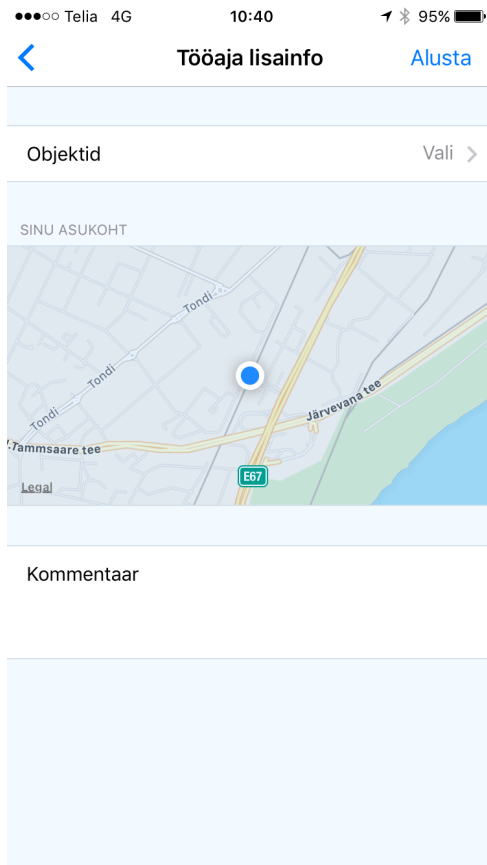 Telia 4G 10:40 95%
Tööaja lisainfo Alusta
Objektid Vali
SINU ASUKOHT
Tondi
Tondi
Tondi
Järvevana tee
.Tammsaare tee
E67
Legal
Kommentaar